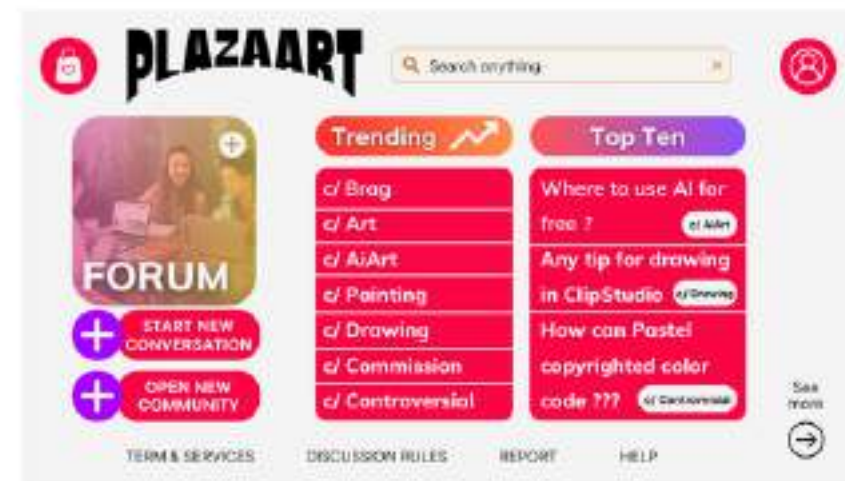 PLAZAART
Search anything
Trending
Top Ten
FORUM
START NEW
CONVERSATION
OPEN NEW
COMMUNITY
c/ Brag
c/ Art
c/ AiArt
c/ Painting
c/ Drawing
c/ Commission
c/ Controversial
Where to use AI for
free ?
c/ AiArt
Any tip for drawing
in ClipStudio
c/ Drawing
How can Pastel
copyrighted color
code ???
c/ Controversial
See
more
TERM & SERVICES
DISCUSSION RULES
REPORT
HELP